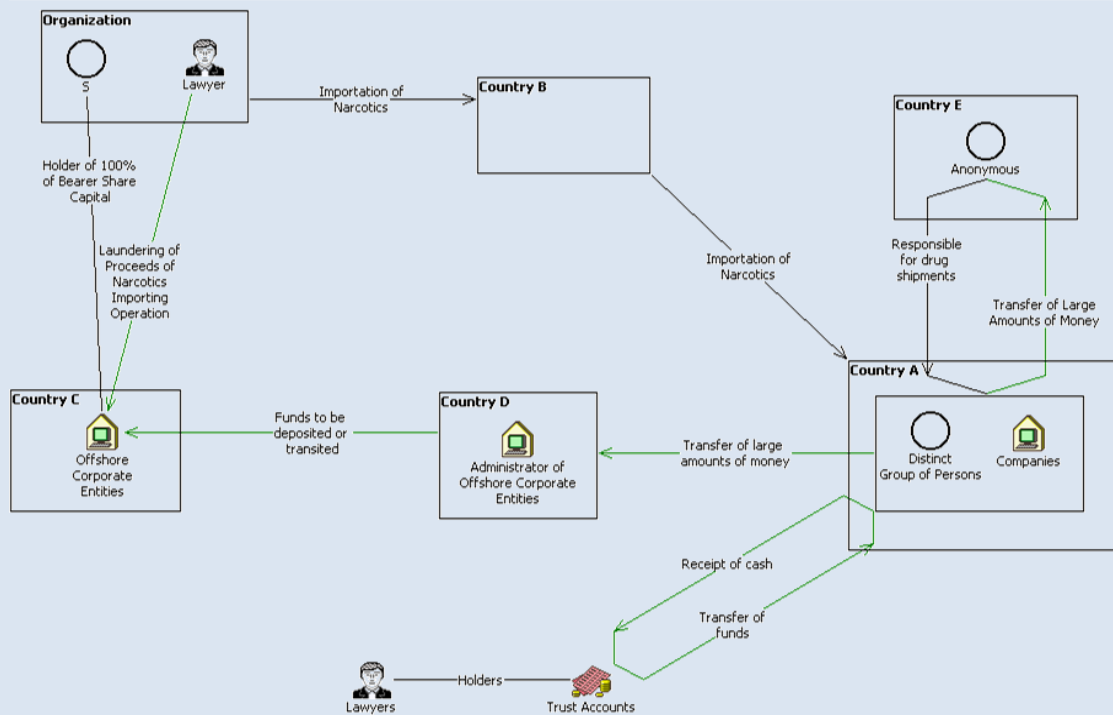 Organization
S
Lawyer
Importation of
Narcotics
Country B
Country E
Anonymous
Holder of 100%
of Bearer Share
Capital
Laundering of
Proceeds of
Narcotics
Importing
Operation
Importation of
Narcotics
Responsible
for drug
shipments
Transfer of Large
Amounts of Money
Country C
Offshore
Corporate
Entities
Funds to be
deposited or
transited
Country D
Administrator of
Offshore Corporate
Entities
Transfer of large
amounts of money
Country A
Distinct
Group of Persons
Companies
Receipt of cash
Transfer of
funds
Lawyers
Holders
Trust Accounts